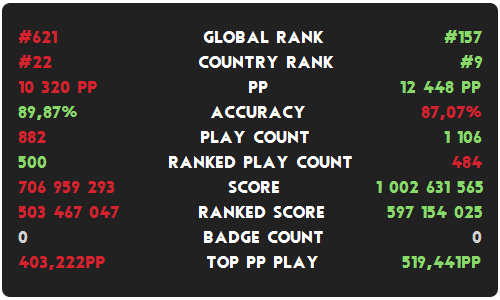 #621 GLOBAL RANK #157
#22 COUNTRY RANK #9
10 320 PP PP 12 448 PP
89,87% ACCURACY 87,07%
882 PLAY COUNT 1 106
500 RANKED PLAY COUNT 484
706 959 293 SCORE 1 002 631 565
503 467 047 RANKED SCORE 597 154 025
0 BADGE COUNT 0
403,222PP TOP PP PLAY 519,441PP